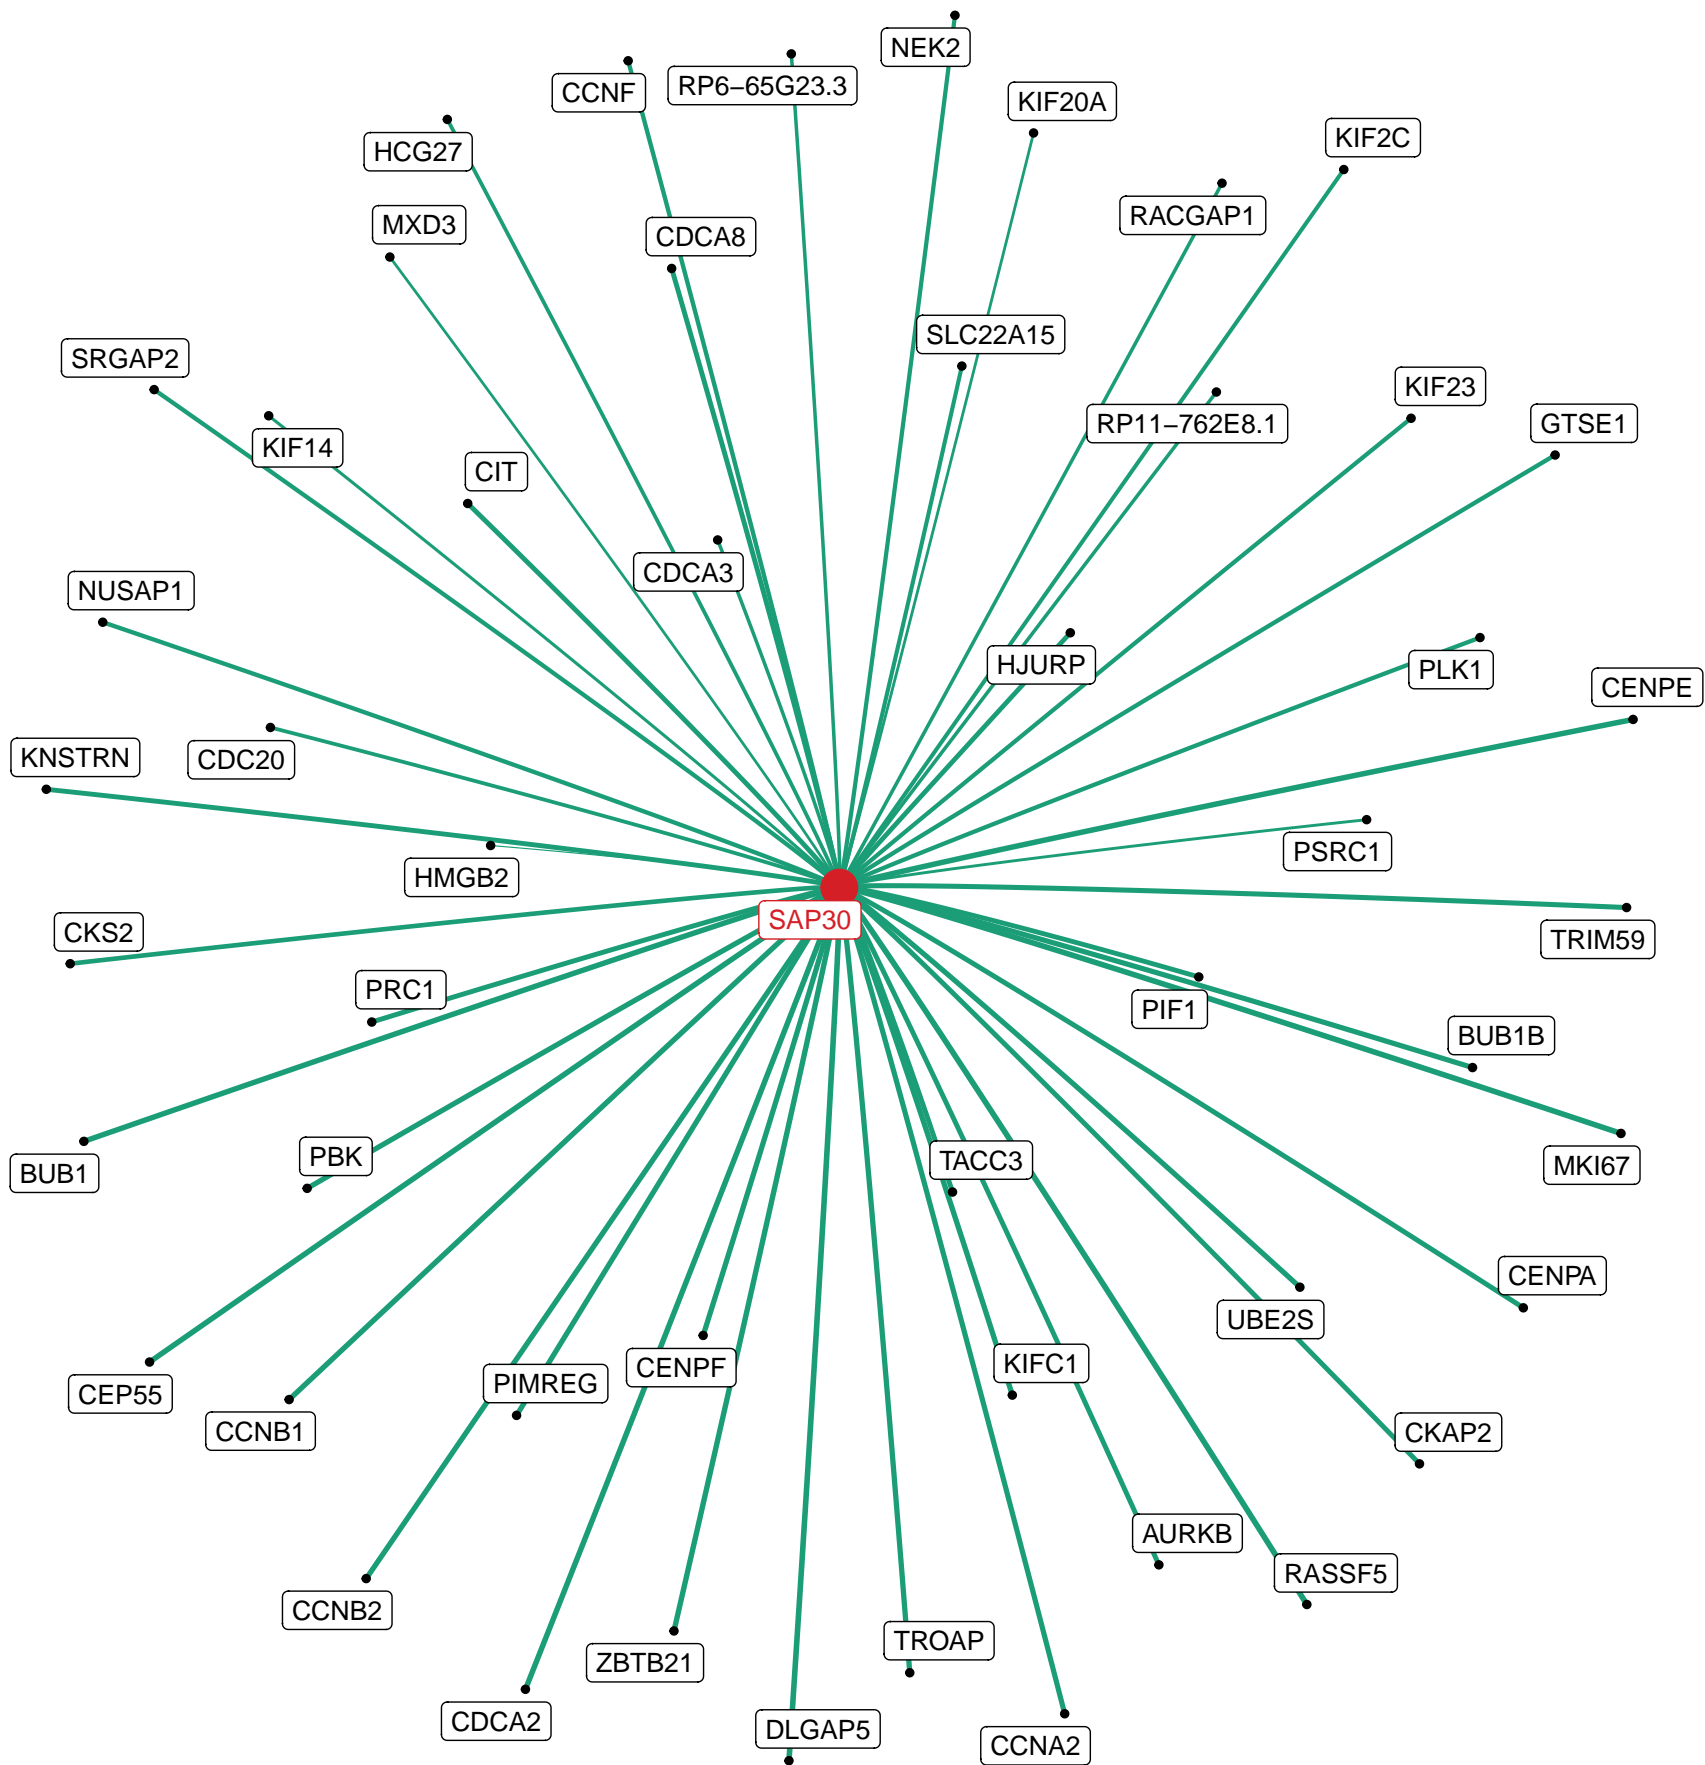 NEK2
RP6−65G23.3
CCNF
KIF20A
KIF2C
HCG27
RACGAP1
MXD3
CDCA8
SLC22A15
SRGAP2
KIF23
RP11−762E8.1
GTSE1
KIF14
CIT
CDCA3
NUSAP1
HJURP
PLK1
CENPE
KNSTRN
CDC20
PSRC1
HMGB2
SAP30
CKS2
TRIM59
PRC1
PIF1
BUB1B
PBK
TACC3
MKI67
BUB1
CENPA
UBE2S
KIFC1
CENPF
PIMREG
CEP55
CCNB1
CKAP2
AURKB
RASSF5
CCNB2
TROAP
ZBTB21
CDCA2
DLGAP5
CCNA2